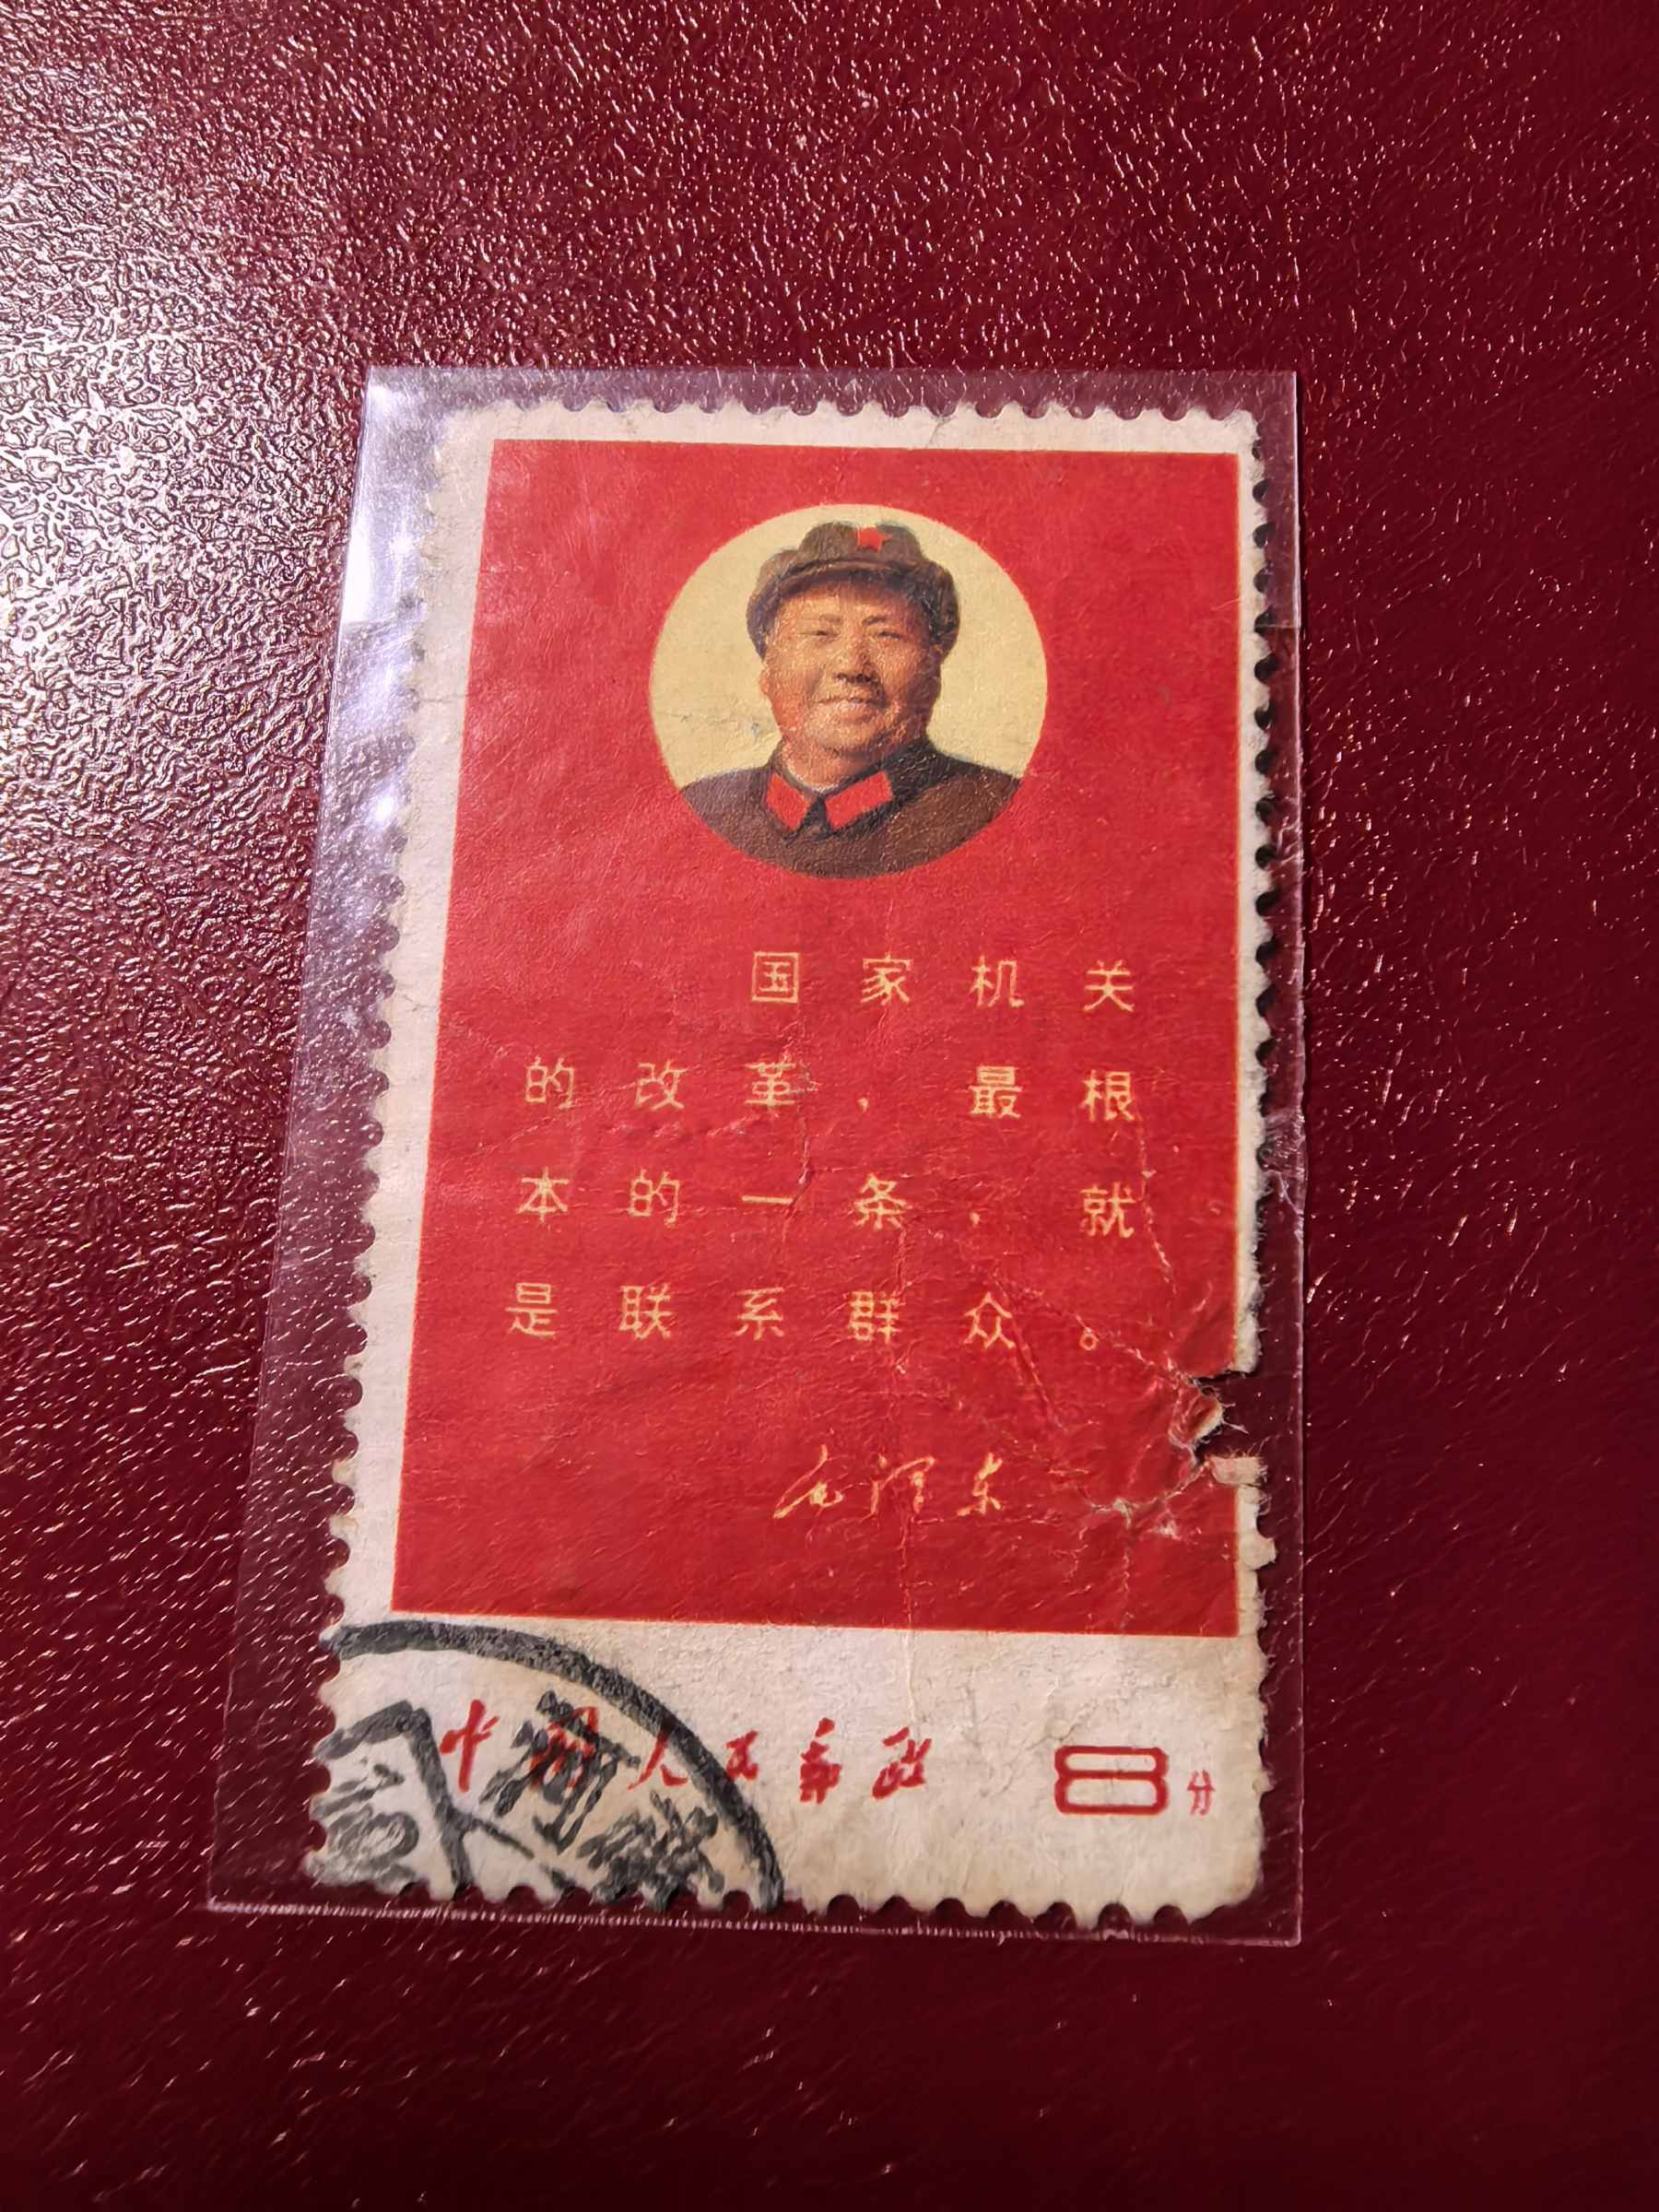 国家机关
的改革,最根
本的一条,就
是联系群众。
毛泽东
中国人民邮政 8分